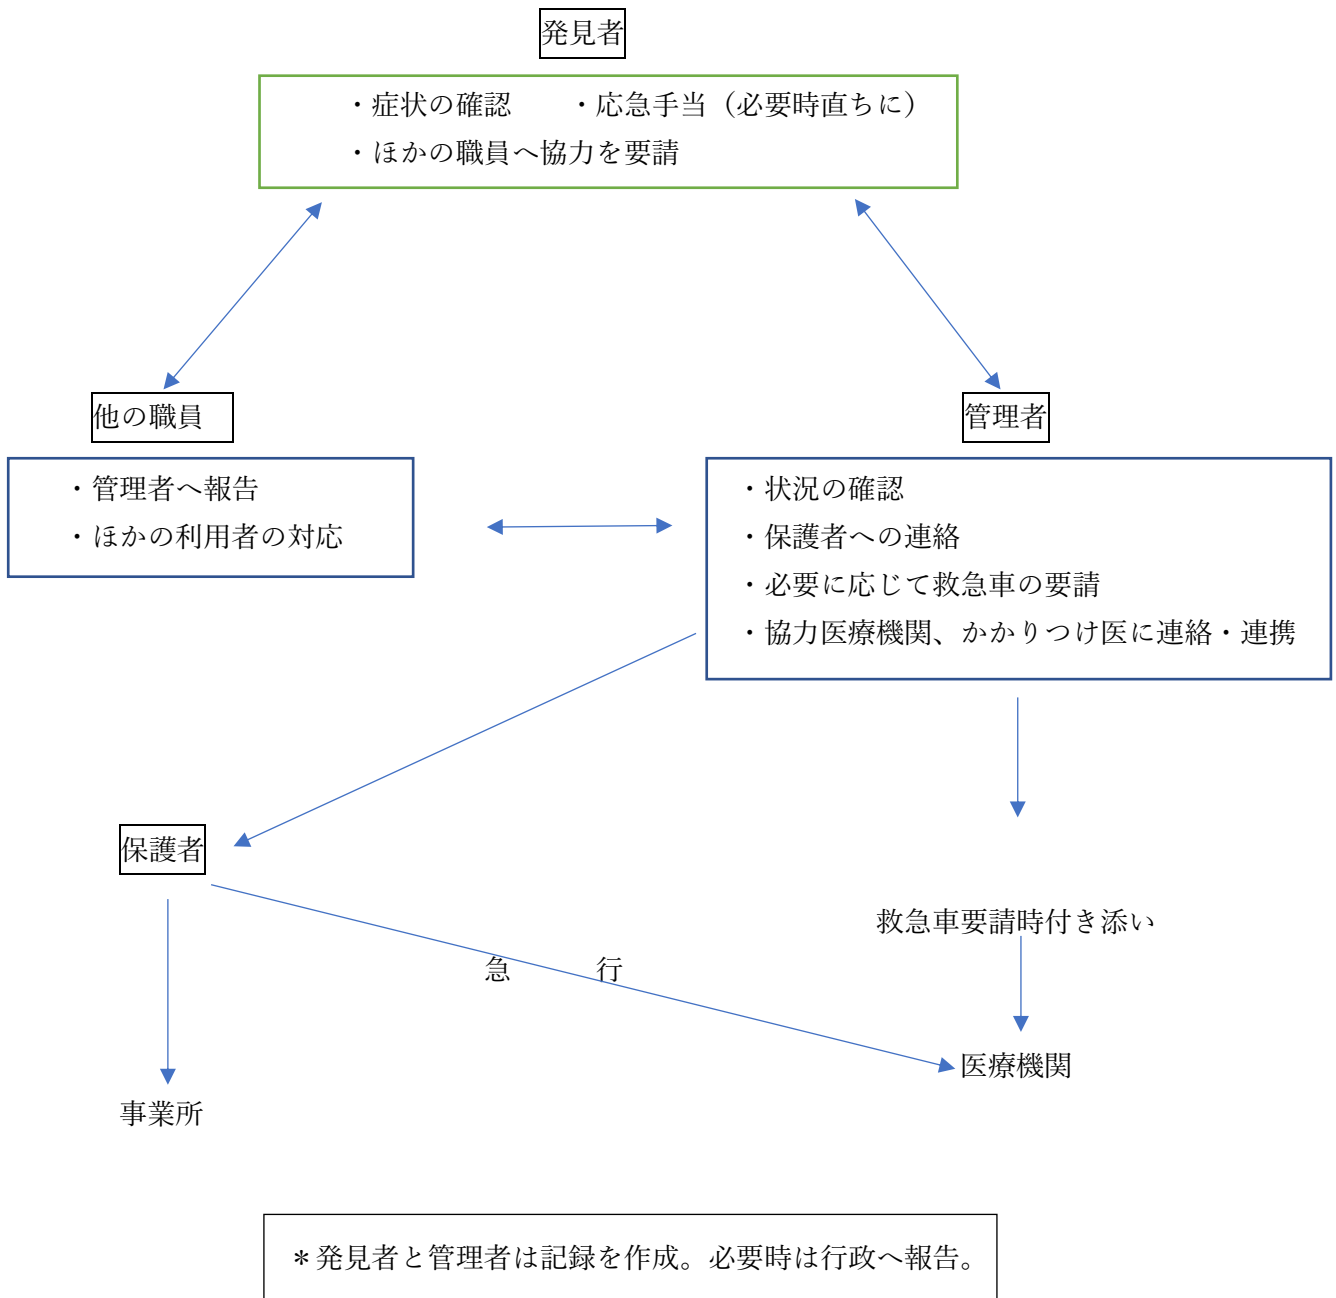 発見者
・症状の確認　　・応急手当（必要時直ちに）
・ほかの職員へ協力を要請
他の職員
管理者
・管理者へ報告
・ほかの利用者の対応
・状況の確認
・保護者への連絡
・必要に応じて救急車の要請
・協力医療機関、かかりつけ医に連絡・連携
保護者
救急車要請時付き添い
急　　　行
医療機関
事業所
＊発見者と管理者は記録を作成。必要時は行政へ報告。